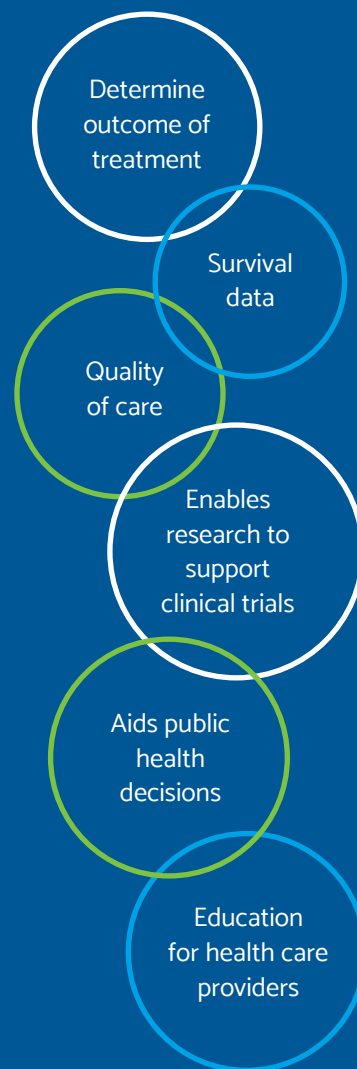 Determine
outcome of
treatment
Survival
data
Quality
of care
Enables
research to
support
clinical trials
Aids public
health
decisions
Education
for health care
providers